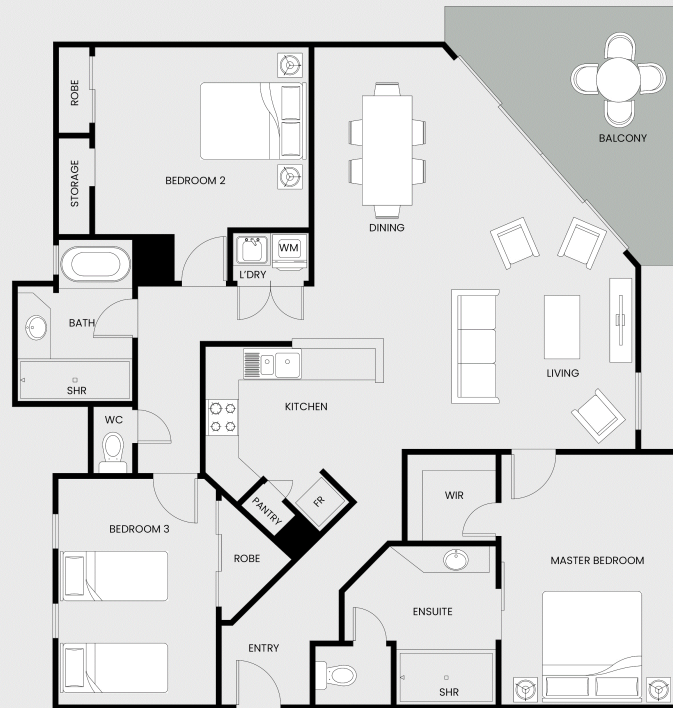 ROBE
BALCONY
STORAGE
BEDROOM 2
DINING
WM
L'DRY
BATH
LIVING
SHR
KITCHEN
WC
WIR
PANTRY
FR
BEDROOM 3
ROBE
MASTER BEDROOM
ENSUITE
ENTRY
SHR